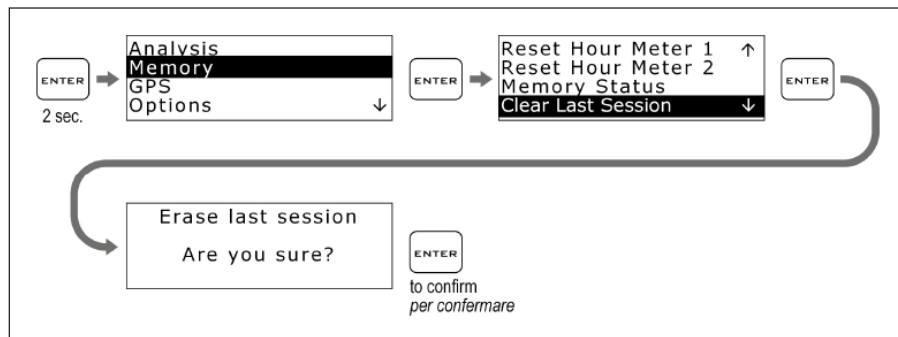 ENTER
2 sec.
Analysis
Memory
GPS
Options ↓
ENTER
Reset Hour Meter 1 ↑
Reset Hour Meter 2
Memory Status
Clear Last Session ↓
ENTER
Erase last session
Are you sure?
ENTER
to confirm
per confermare